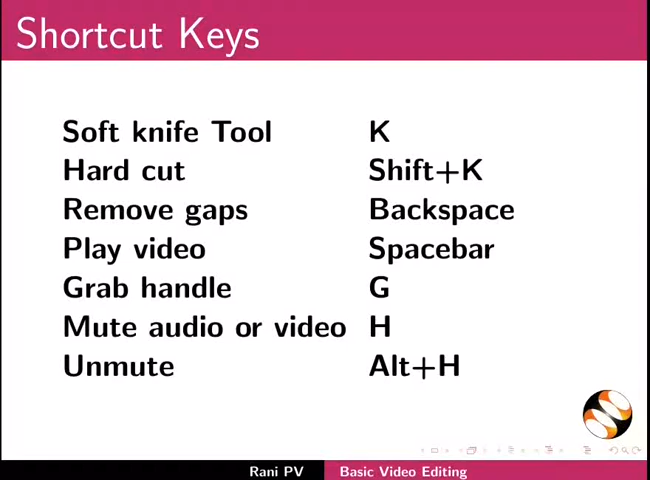 Shortcut Keys
Soft knife Tool K
Hard cut Shift+K
Remove gaps Backspace
Play video Spacebar
Grab handle G
Mute audio or video H
Unmute Alt+H
Rani PV Basic Video Editing